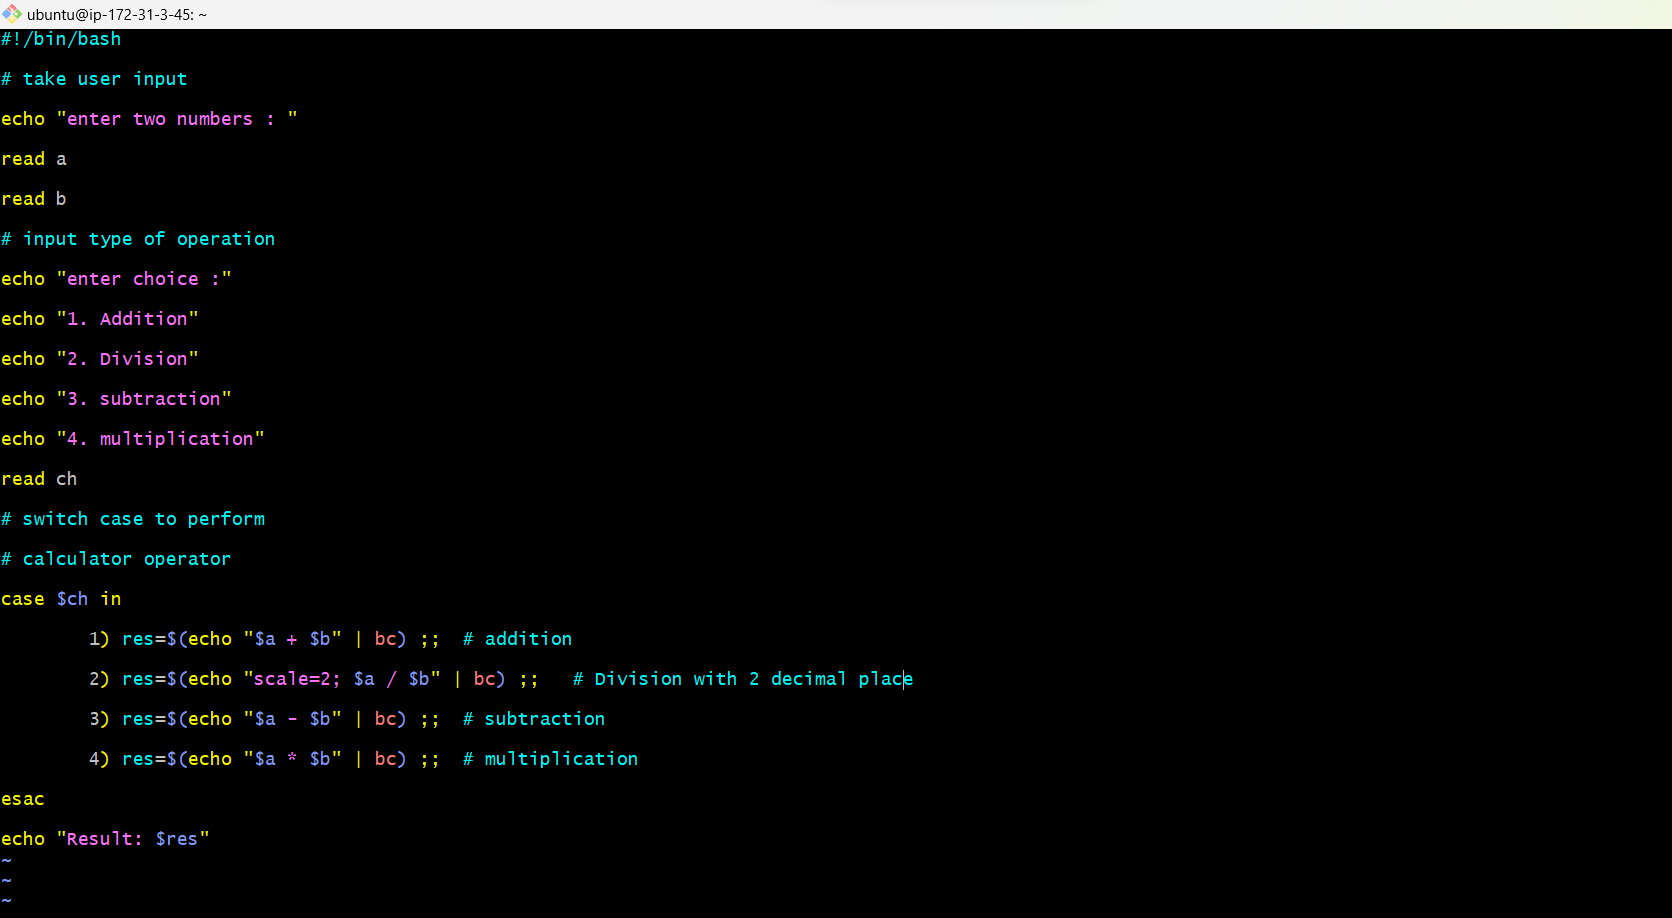 ubuntu@ip-172-31-3-45: ~
#!/bin/bash
# take user input
echo "enter two numbers : "
read a
read b
# input type of operation
echo "enter choice :"
echo "1. Addition"
echo "2. Division"
echo "3. subtraction"
echo "4. multiplication"
read ch
# switch case to perform
# calculator operator
case $ch in
        1) res=$(echo "$a + $b" | bc) ;;  # addition
        2) res=$(echo "scale=2; $a / $b" | bc) ;;   # Division with 2 decimal place
        3) res=$(echo "$a - $b" | bc) ;;  # subtraction
        4) res=$(echo "$a * $b" | bc) ;;  # multiplication
esac
echo "Result: $res"
~
~
~